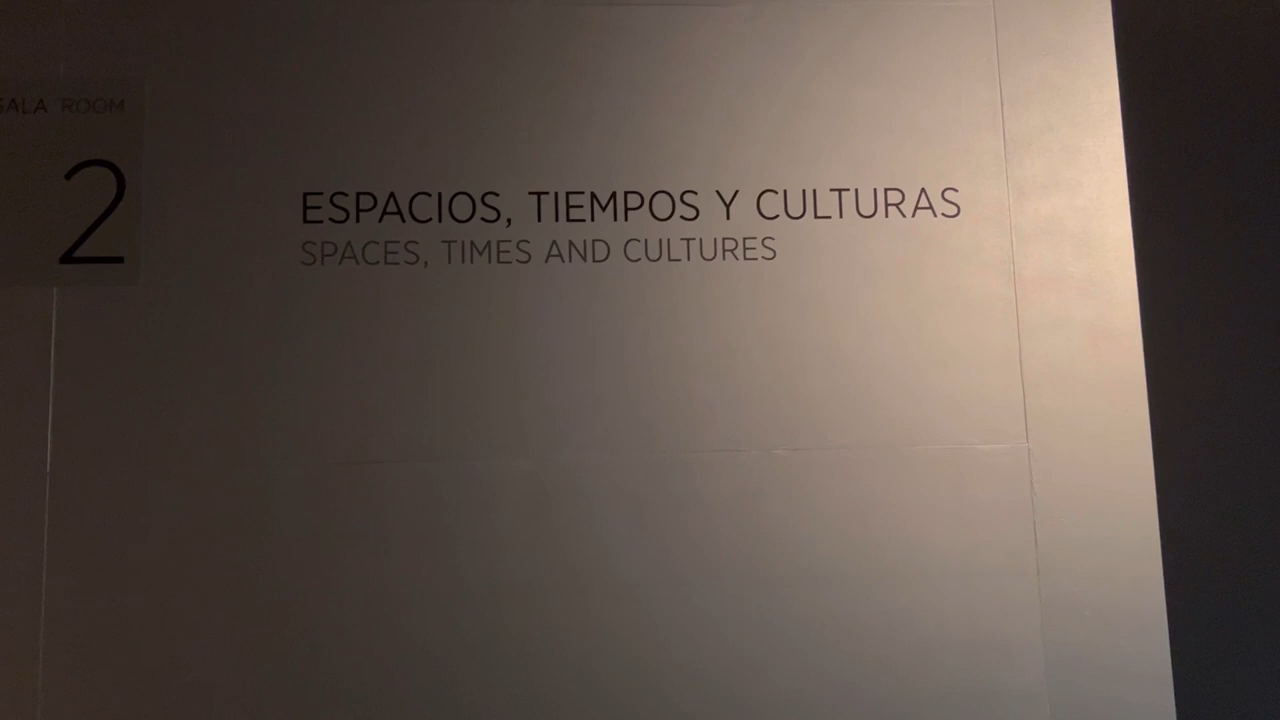 SALA ROOM
2
ESPACIOS, TIEMPOS Y CULTURAS
SPACES, TIMES AND CULTURES